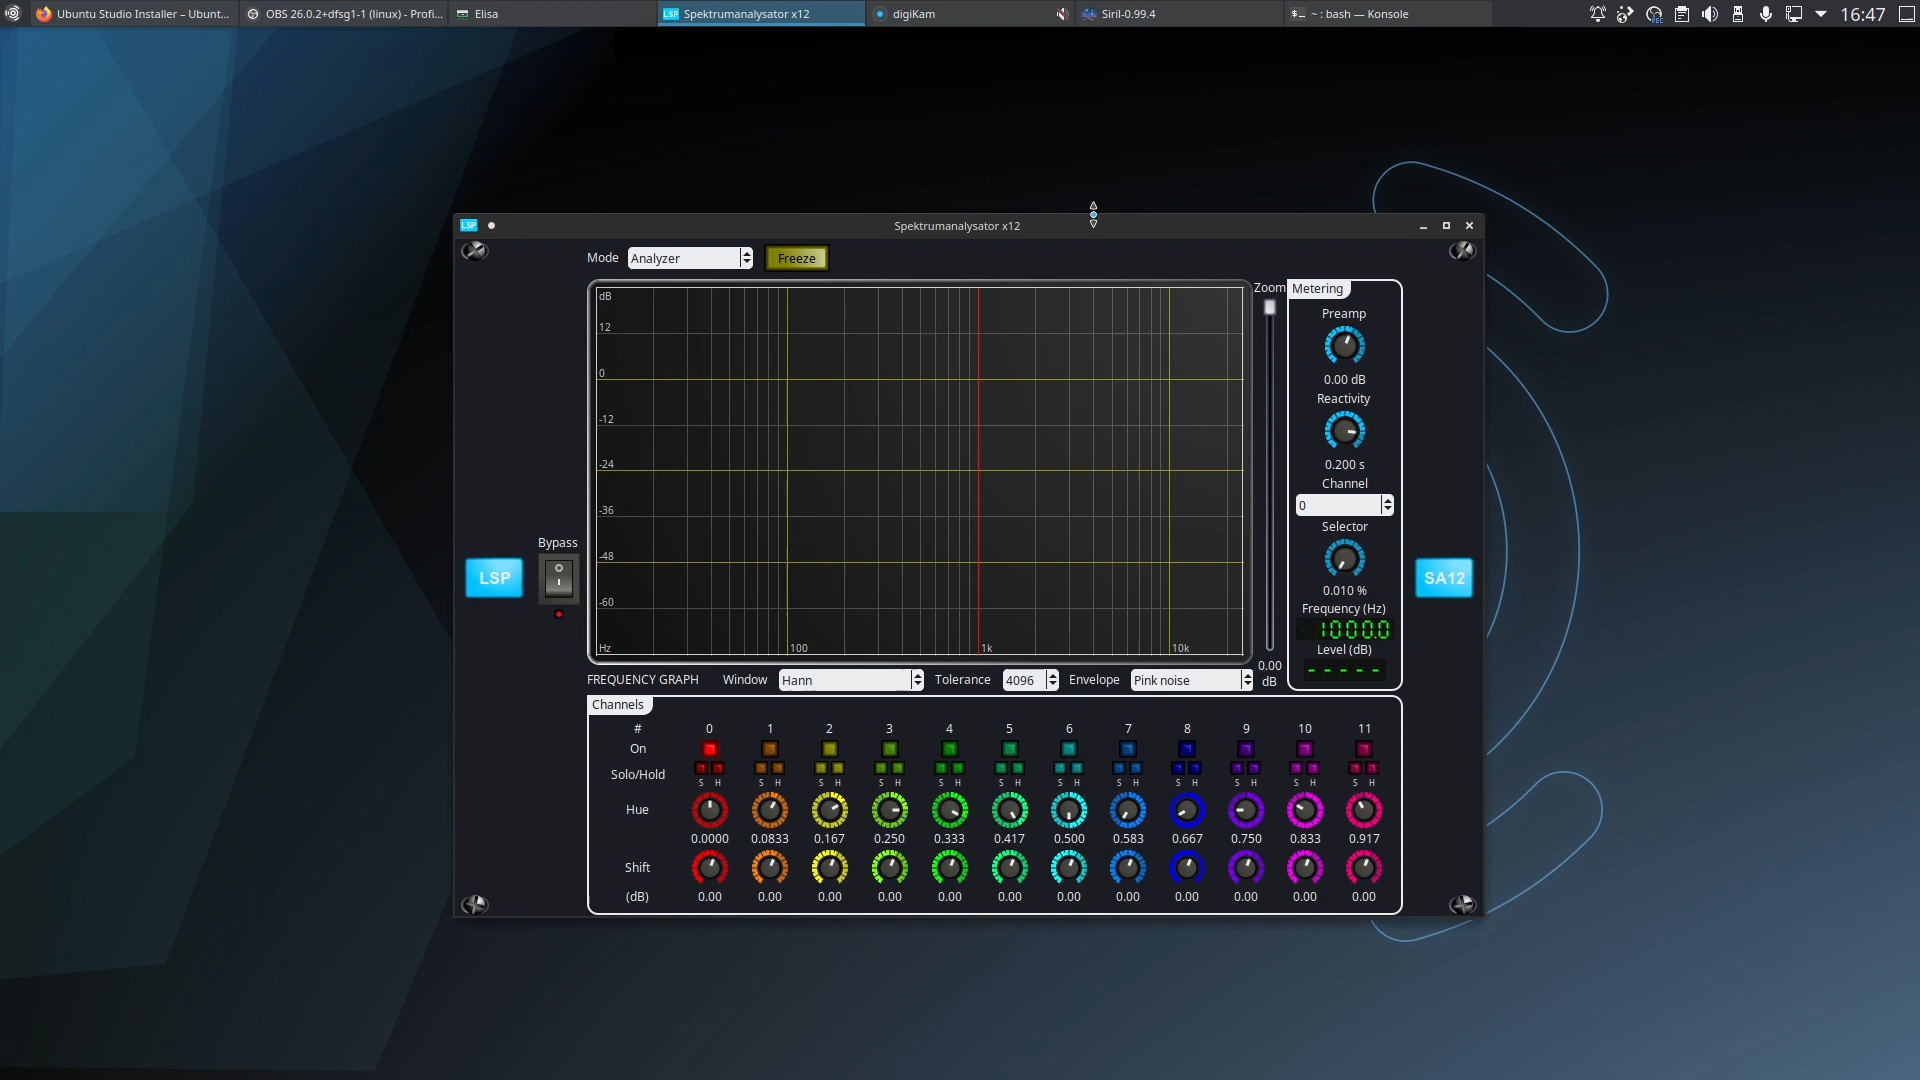 Ubuntu Studio Installer – Ubunt...
OBS 26.0.2+dfsg1-1 (linux) - Profi...
Elisa
LSP Spektrumanalysator x12
digiKam
Siril-0.99.4
~ : bash — Konsole
REC
16:47
LSP
Spektrumanalysator x12
Mode Analyzer Freeze
Zoom
Metering
dB
12
0
-12
-24
-36
-48
-60
Hz 100 1k 10k
Preamp
0.00 dB
Reactivity
0.200 s
Channel
0
Selector
0.010 %
Frequency (Hz)
1000.0
Level (dB)
-----
Bypass
LSP
SA12
0.00
dB
FREQUENCY GRAPH Window Hann Tolerance 4096 Envelope Pink noise
Channels
# 0 1 2 3 4 5 6 7 8 9 10 11
On
Solo/Hold
S H S H S H S H S H S H S H S H S H S H S H S H
Hue
0.0000 0.0833 0.167 0.250 0.333 0.417 0.500 0.583 0.667 0.750 0.833 0.917
Shift
(dB) 0.00 0.00 0.00 0.00 0.00 0.00 0.00 0.00 0.00 0.00 0.00 0.00